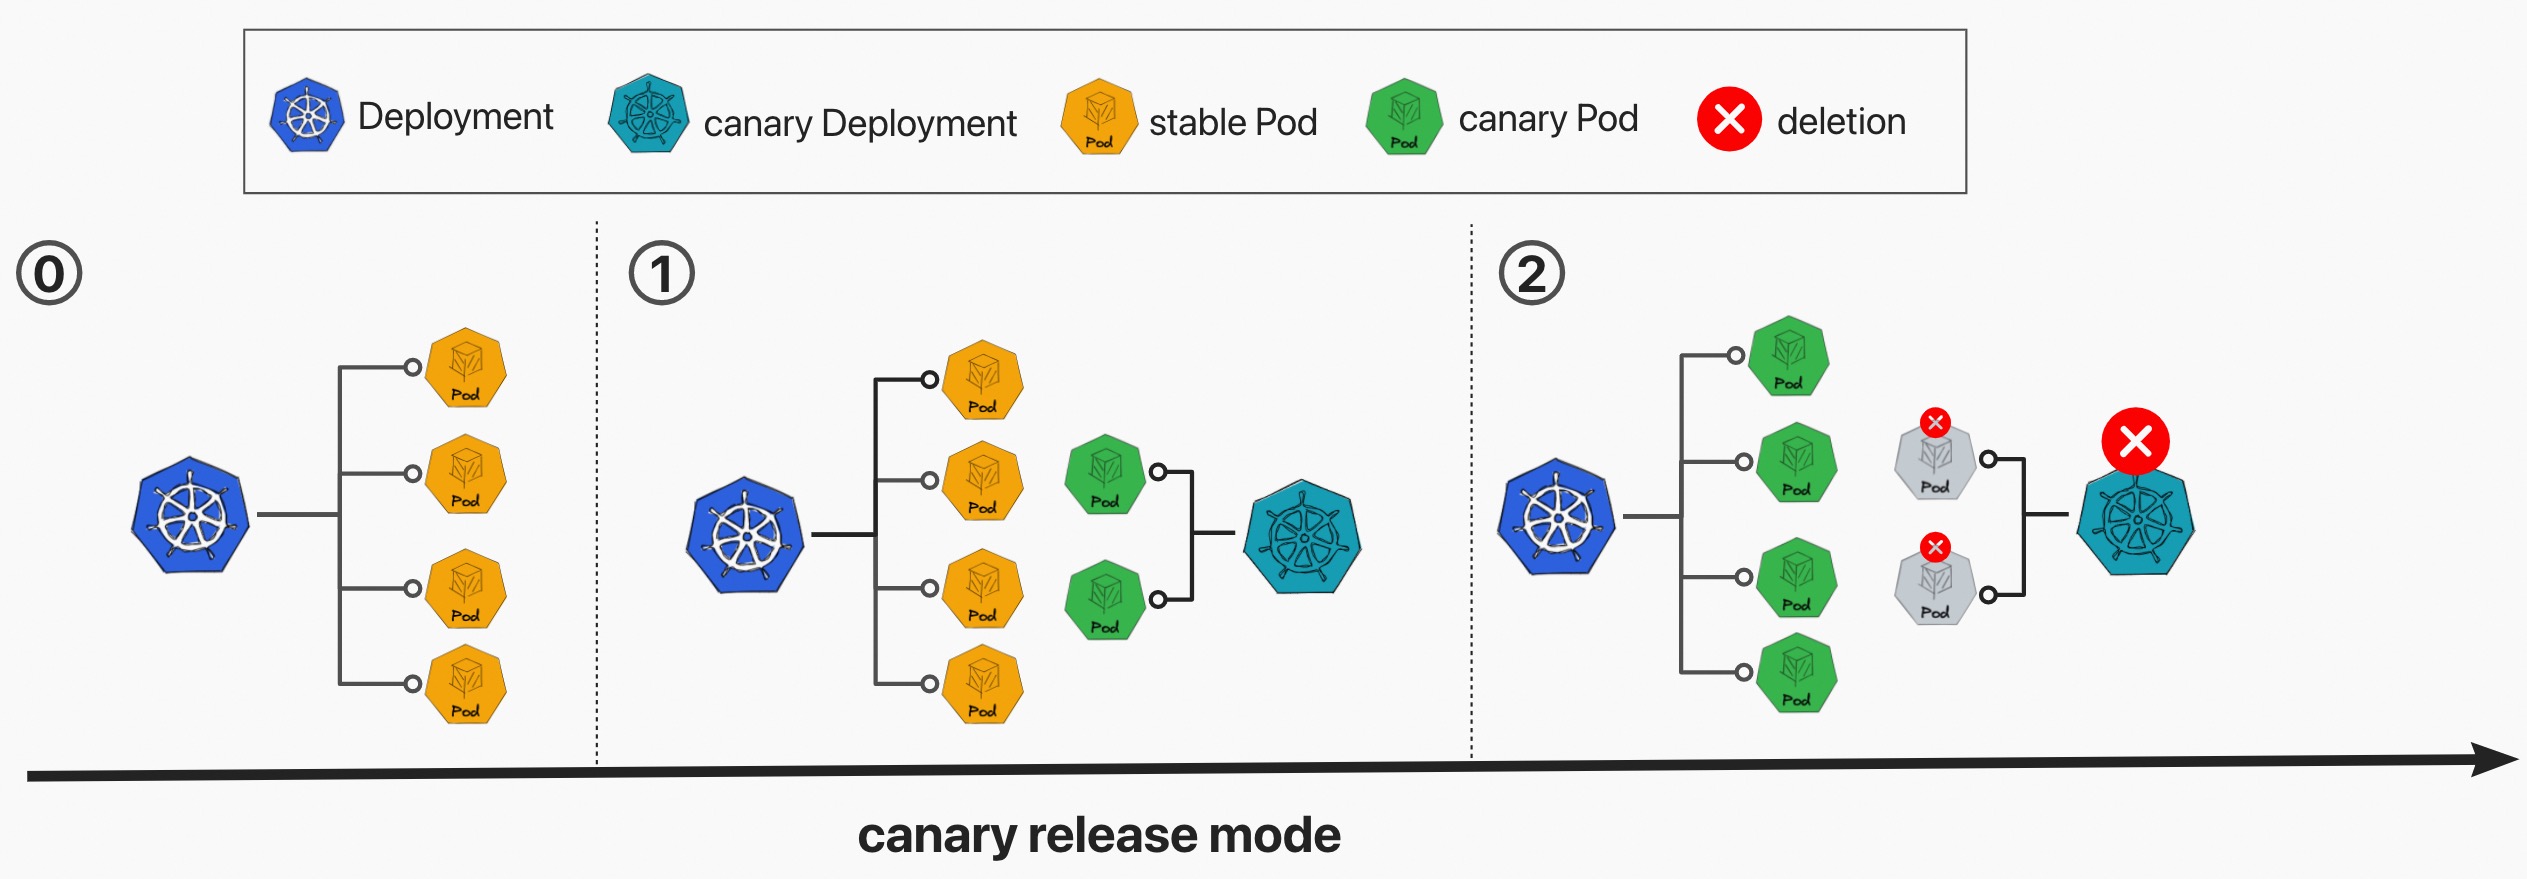 Deployment
canary Deployment
Pod
stable Pod
Pod
canary Pod
deletion
0
Pod
Pod
Pod
Pod
1
Pod
Pod
Pod
Pod
Pod
Pod
2
Pod
Pod
Pod
Pod
Pod
Pod
canary release mode